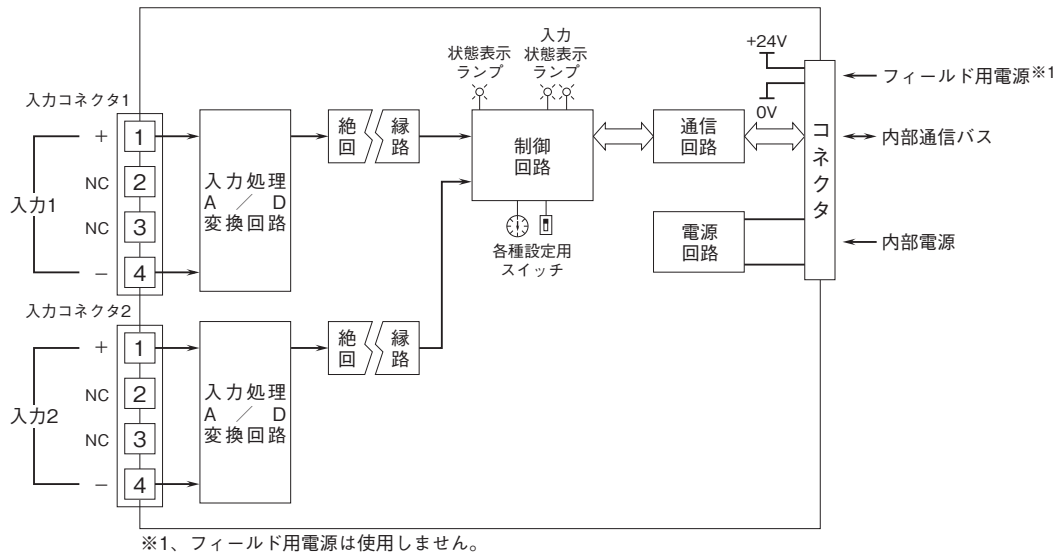 状態表示
ランプ
入力
状態表示
ランプ
+24V
0V
フィールド用電源※1
コネクタ
内部通信バス
内部電源
入力コネクタ1
+
1
NC
2
NC
3
−
4
入力1
入力処理
A ／ D
変換回路
絶 縁
回 路
制御
回路
通信
回路
電源
回路
各種設定用
スイッチ
入力コネクタ2
+
1
NC
2
NC
3
−
4
入力2
入力処理
A ／ D
変換回路
絶 縁
回 路
※1、フィールド用電源は使用しません。